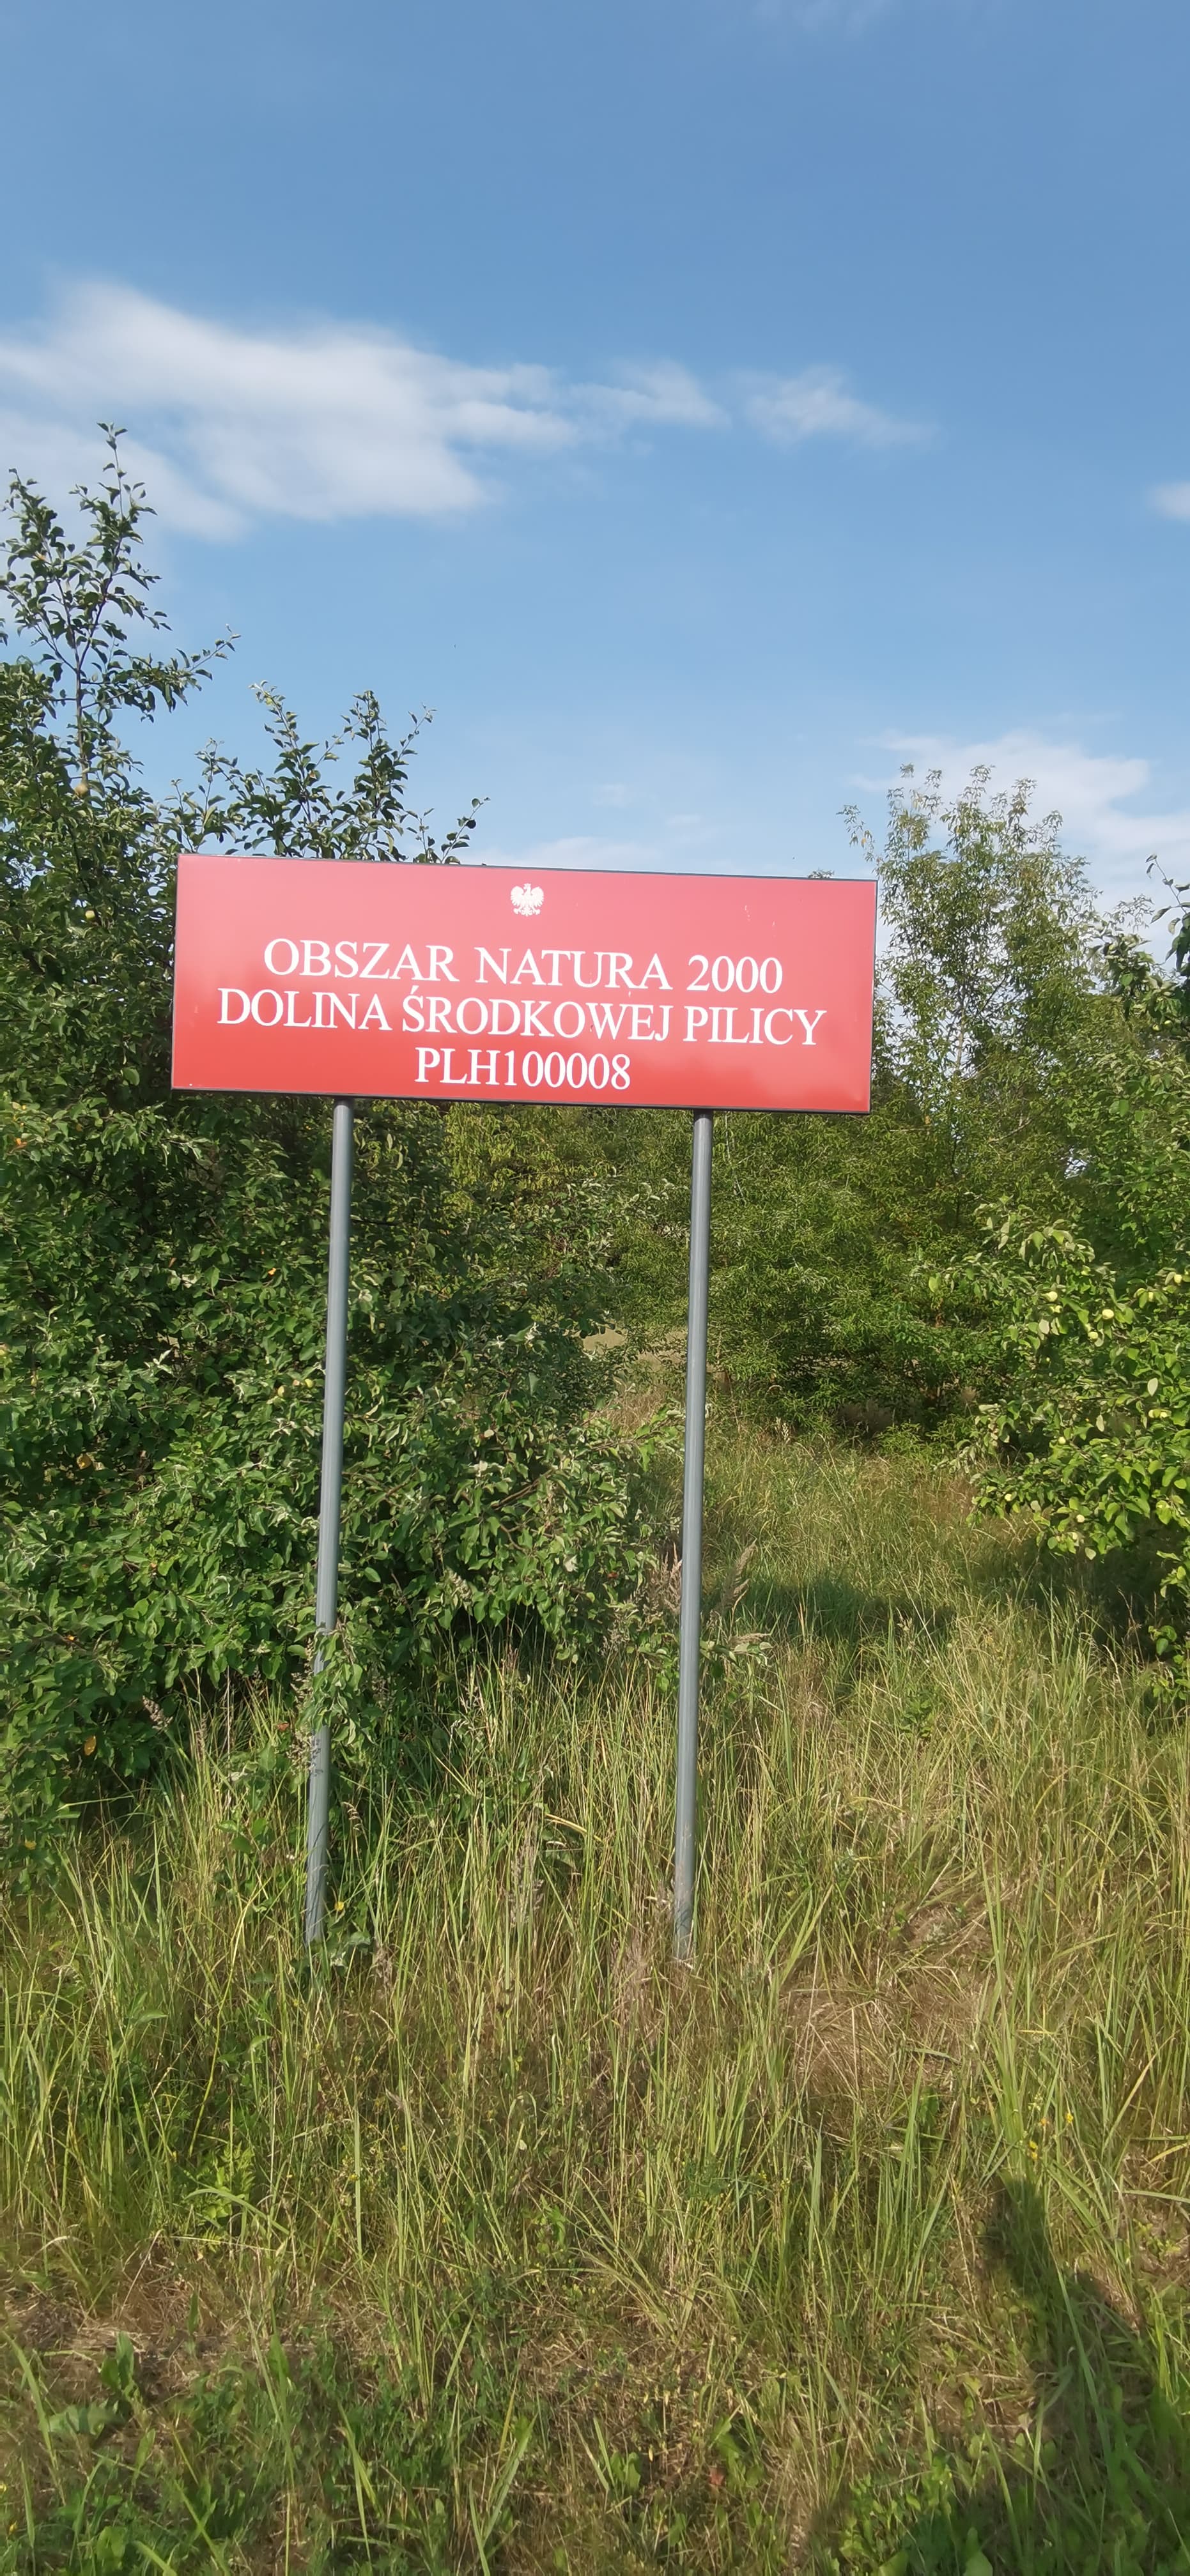 OBSZAR NATURA 2000
DOLINA ŚRODKOWEJ PILICY
PLH100008